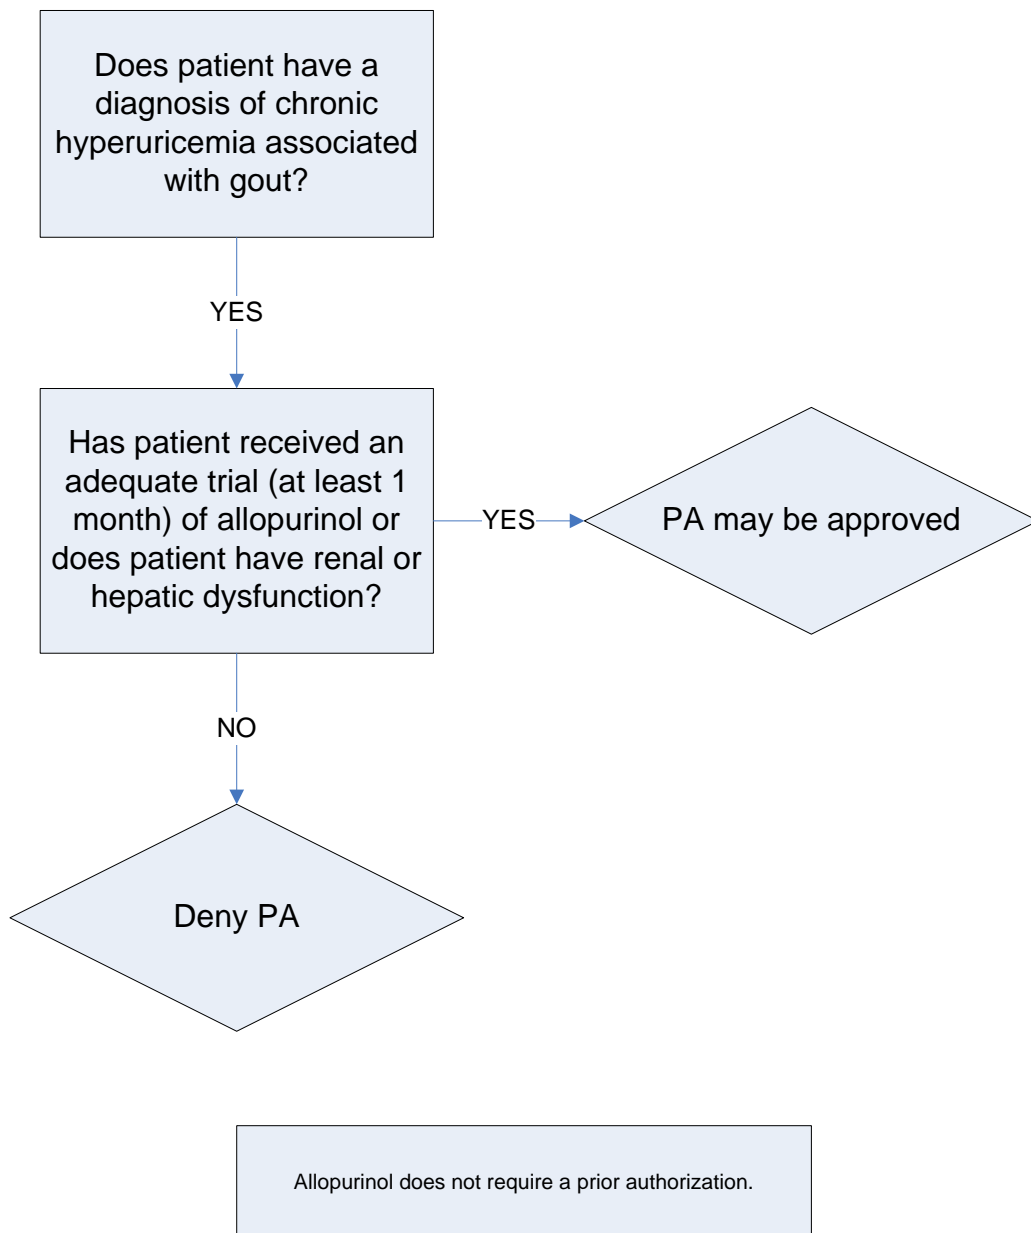 Does patient have a
diagnosis of chronic
hyperuricemia associated
with gout?
YES
Has patient received an
adequate trial (at least 1
month) of allopurinol or
does patient have renal or
hepatic dysfunction?
YES
PA may be approved
NO
Deny PA
Allopurinol does not require a prior authorization.